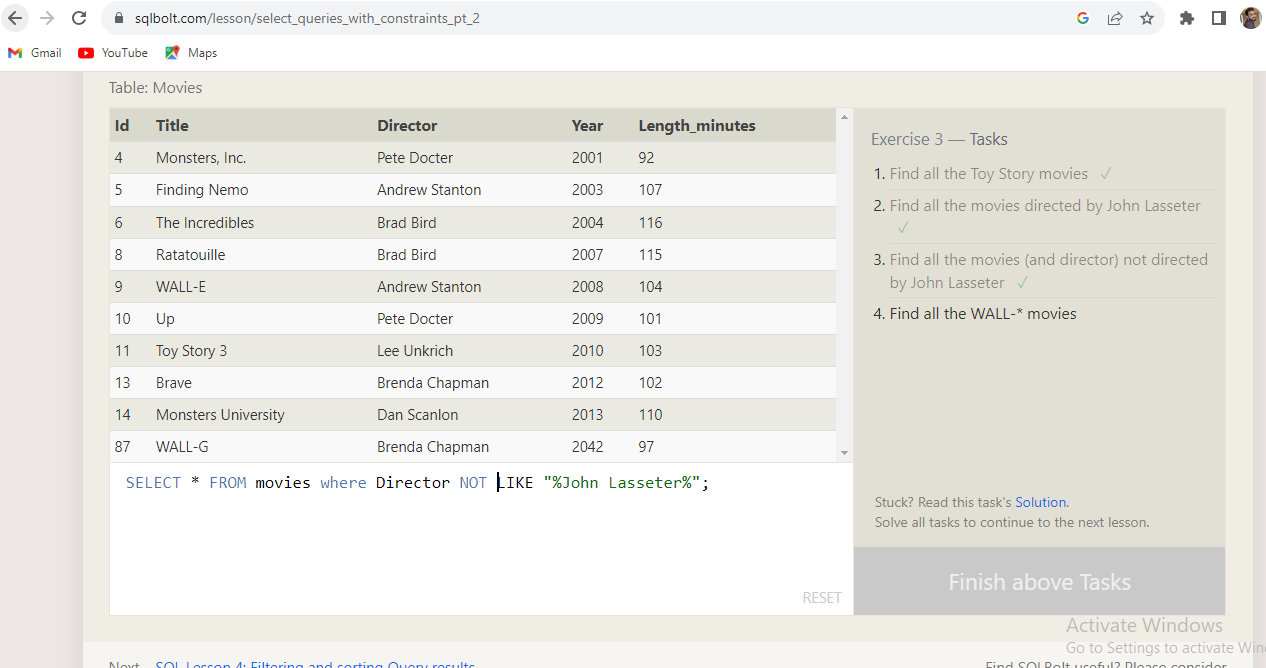 sqlbolt.com/lesson/select_queries_with_constraints_pt_2
Gmail YouTube Maps
Table: Movies
Id Title Director Year Length_minutes
4 Monsters, Inc. Pete Docter 2001 92
5 Finding Nemo Andrew Stanton 2003 107
6 The Incredibles Brad Bird 2004 116
8 Ratatouille Brad Bird 2007 115
9 WALL-E Andrew Stanton 2008 104
10 Up Pete Docter 2009 101
11 Toy Story 3 Lee Unkrich 2010 103
13 Brave Brenda Chapman 2012 102
14 Monsters University Dan Scanlon 2013 110
87 WALL-G Brenda Chapman 2042 97
SELECT * FROM movies where Director NOT LIKE "%John Lasseter%";
RESET
Exercise 3 — Tasks
1. Find all the Toy Story movies ✓
2. Find all the movies directed by John Lasseter
✓
3. Find all the movies (and director) not directed
by John Lasseter ✓
4. Find all the WALL-* movies
Stuck? Read this task's Solution.
Solve all tasks to continue to the next lesson.
Finish above Tasks
Activate Windows
Go to Settings to activate Win
Next – SQL Lesson 4: Filtering and sorting Query results
Find SQLBolt useful? Please consider